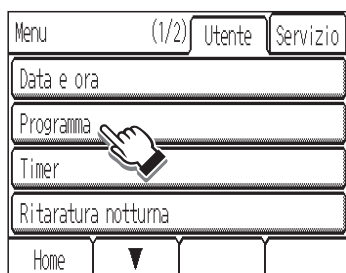 Menu (1/2) Utente Servizio
Data e ora
Programma
Timer
Ritaratura notturna
Home ▼